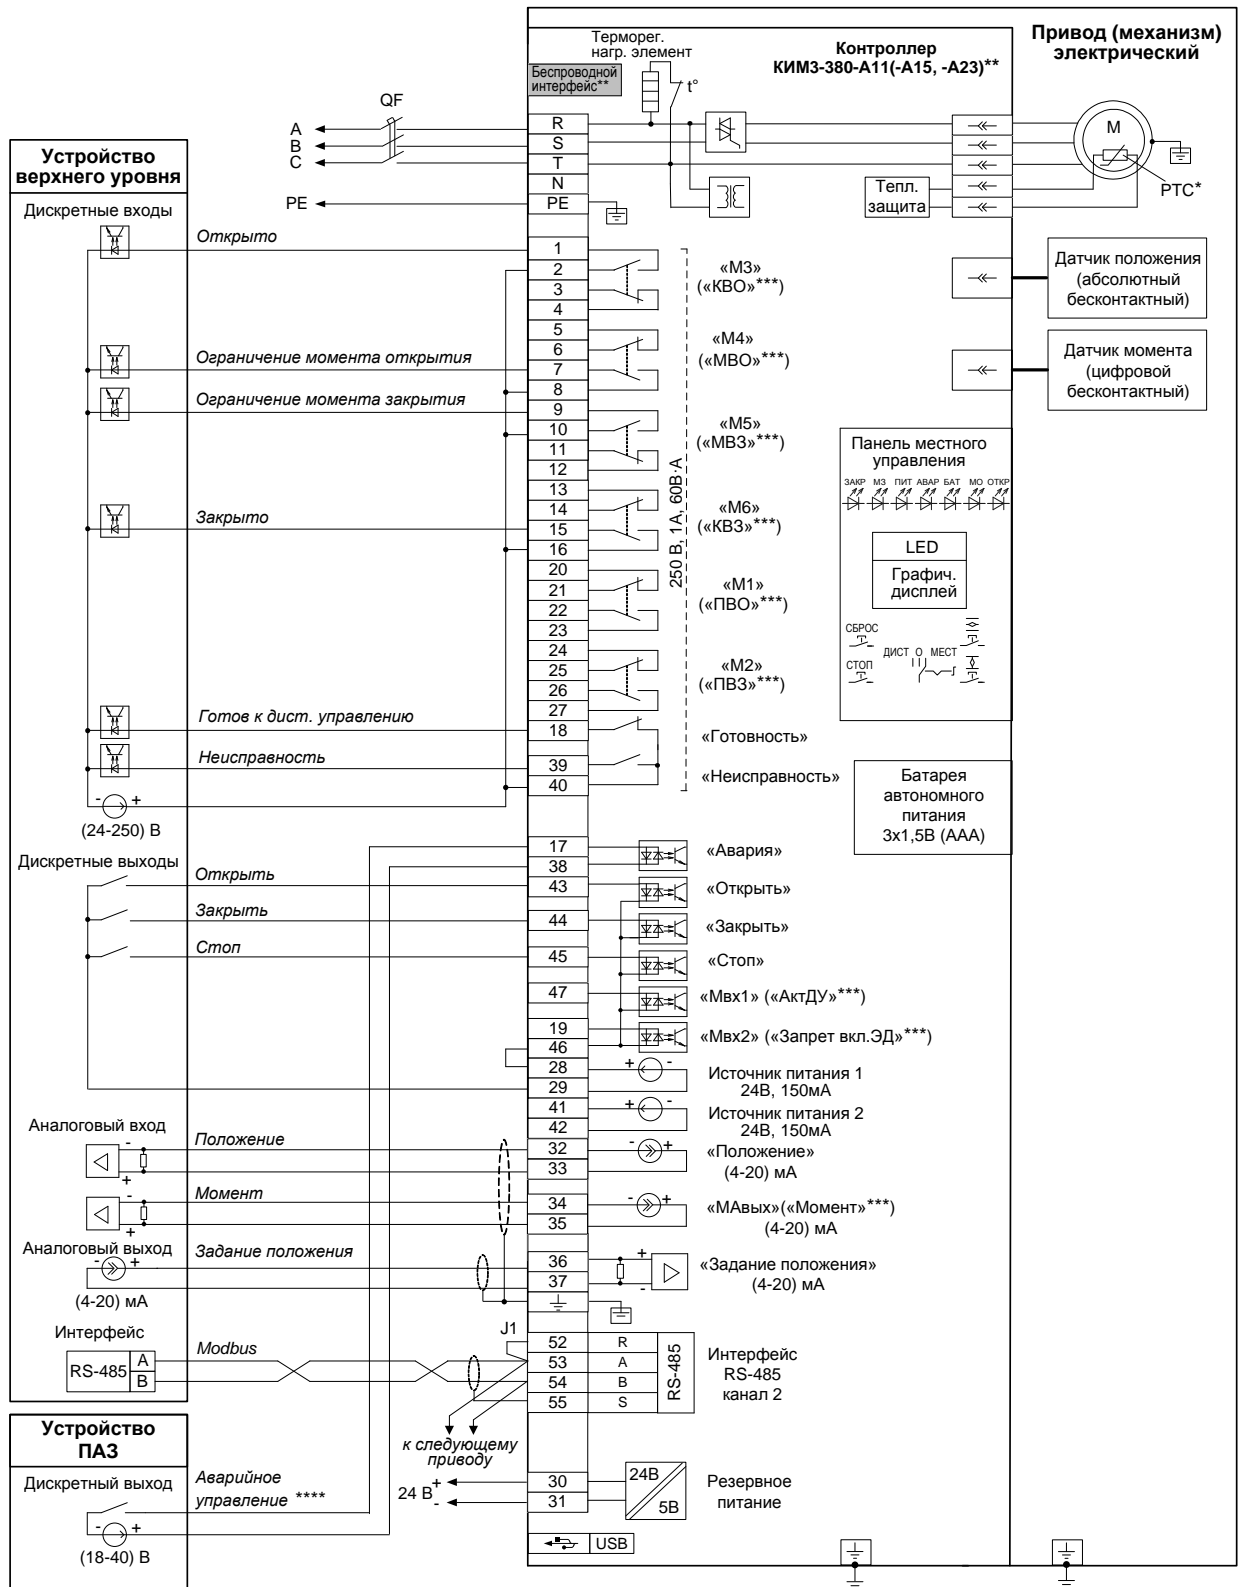 Привод (механизм)
электрический
Терморег.
нагр. элемент
Контроллер
КИМ3-380-А11(-А15, -А23)**
Беспроводной
интерфейс**
t°
QF
A
B
C
PE
R
S
T
N
PE
M
PTC*
Тепл.
защита
Устройство
верхнего уровня
Дискретные входы
Открыто
1
2
3
4
«М3»
(«КВО»***)
Датчик положения
(абсолютный
бесконтактный)
5
6
7
8
Ограничение момента открытия
«М4»
(«МВО»***)
Датчик момента
(цифровой
бесконтактный)
Ограничение момента закрытия
9
10
11
12
«М5»
(«МВЗ»***)
250 В, 1А, 60В·А
Панель местного
управления
ЗАКР МЗ ПИТ АВАР БАТ МО ОТКР
LED
Графич.
дисплей
СБРОС
СТОП
ДИСТ О МЕСТ
Закрыто
13
14
15
16
«М6»
(«КВЗ»***)
20
21
22
23
«М1»
(«ПВО»***)
24
25
26
27
«М2»
(«ПВЗ»***)
Готов к дист. управлению
18
«Готовность»
Неисправность
39
40
«Неисправность»
Батарея
автономного
питания
3х1,5В (ААА)
- +
(24-250) В
Дискретные выходы
17
38
«Авария»
Открыть
43
«Открыть»
Закрыть
44
«Закрыть»
Стоп
45
«Стоп»
47
«Мвх1» («АктДУ»***)
19
46
«Мвх2» («Запрет вкл.ЭД»***)
28
29
+ -
Источник питания 1
24В, 150мА
41
42
+ -
Источник питания 2
24В, 150мА
Аналоговый вход
- +
Положение
32
33
- +
«Положение»
(4-20) мА
- +
Момент
34
35
- +
«МАвых»(«Момент»***)
(4-20) мА
Аналоговый выход
- +
(4-20) мА
Задание положения
36
37
+ -
«Задание положения»
(4-20) мА
Интерфейс
RS-485
A
B
Modbus
J1
52 R
53 A
54 B
55 S
RS-485
Интерфейс
RS-485
канал 2
к следующему
приводу
Устройство
ПАЗ
Дискретный выход
- +
(18-40) В
Аварийное
управление ****
24 В
+ -
30
31
24В
5В
Резервное
питание
USB